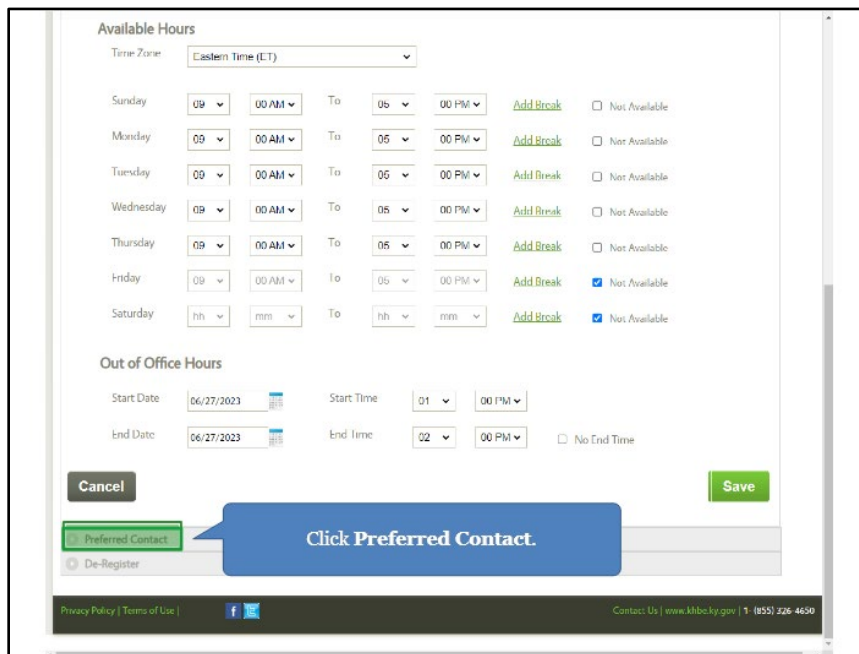 Available Hours
Time Zone Eastern Time (ET)
Sunday 09 00 AM To 05 00 PM Add Break Not Available
Monday 09 00 AM To 05 00 PM Add Break Not Available
Tuesday 09 00 AM To 05 00 PM Add Break Not Available
Wednesday 09 00 AM To 05 00 PM Add Break Not Available
Thursday 09 00 AM To 05 00 PM Add Break Not Available
Friday 09 00 AM To 05 00 PM Add Break Not Available
Saturday hh mm To hh mm Add Break Not Available
Out of Office Hours
Start Date 06/27/2023 Start Time 01 00 PM
End Date 06/27/2023 End Time 02 00 PM No End Time
Cancel Save
Preferred Contact
Click Preferred Contact.
De-Register
Privacy Policy | Terms of Use | Contact Us | www.khbe.ky.gov | 1- (855) 326-4650